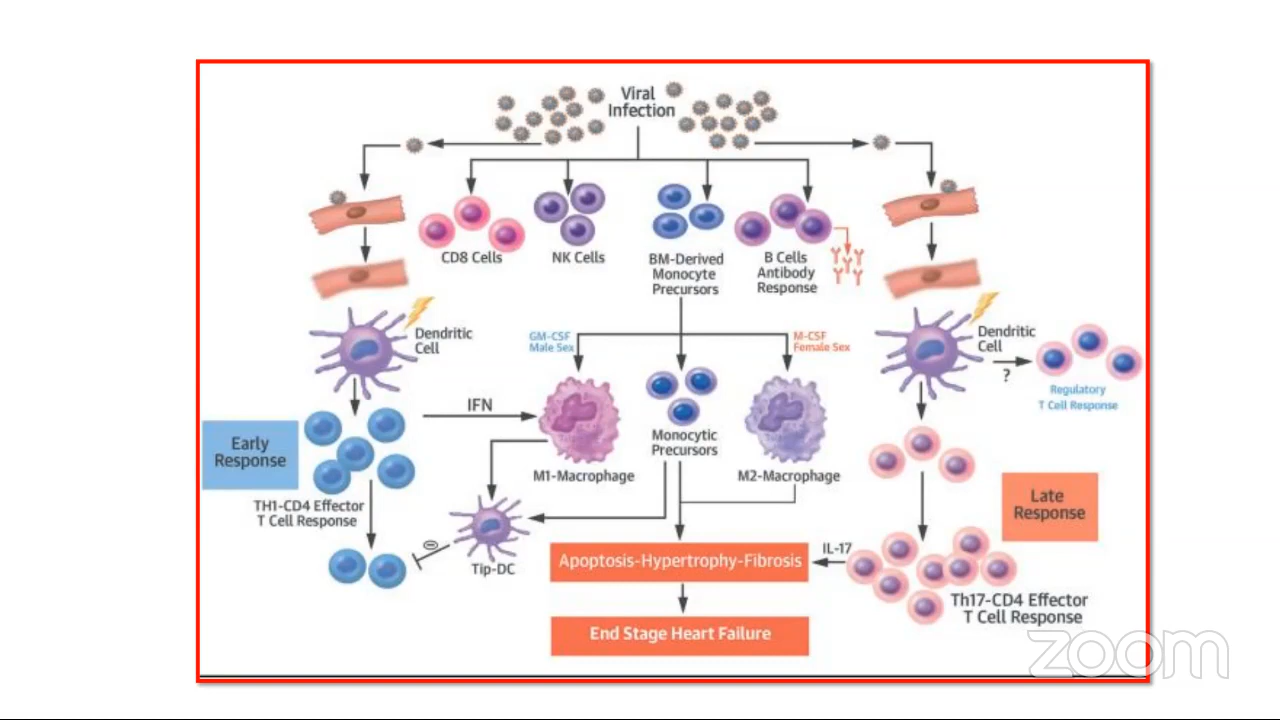 Viral
Infection
CD8 Cells
NK Cells
BM-Derived
Monocyte
Precursors
B Cells
Antibody
Response
Dendritic
Cell
GM-CSF
Male Sex
M-CSF
Female Sex
Dendritic
Cell
?
Regulatory
T Cell Response
IFN
Early
Response
M1-Macrophage
Monocytic
Precursors
M2-Macrophage
TH1-CD4 Effector
T Cell Response
Late
Response
Tip-DC
Apoptosis-Hypertrophy-Fibrosis
IL-17
Th17-CD4 Effector
T Cell Response
End Stage Heart Failure
zoom